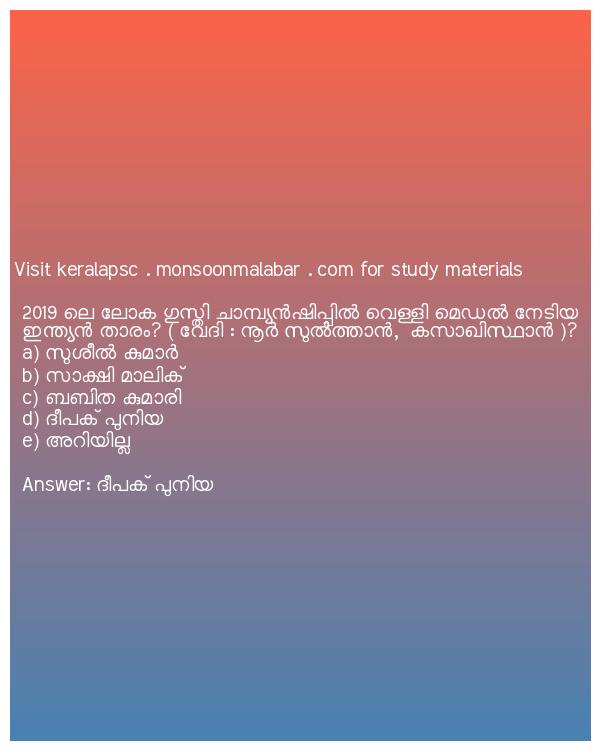 Visit keralapsc . monsoonmalabar . com for study materials
2019 ലെ ലോക ഗുസ്തി ചാമ്പ്യൻഷിപ്പിൽ വെള്ളി മെഡൽ നേടിയ
ഇന്ത്യൻ താരം? ( വേദി : നൂർ സുൽത്താൻ, കസാഖിസ്ഥാൻ )?
a) സുശീൽ കുമാർ
b) സാക്ഷി മാലിക്
c) ബബിത കുമാരി
d) ദീപക് പുനിയ
e) അറിയില്ല
Answer: ദീപക് പുനിയ